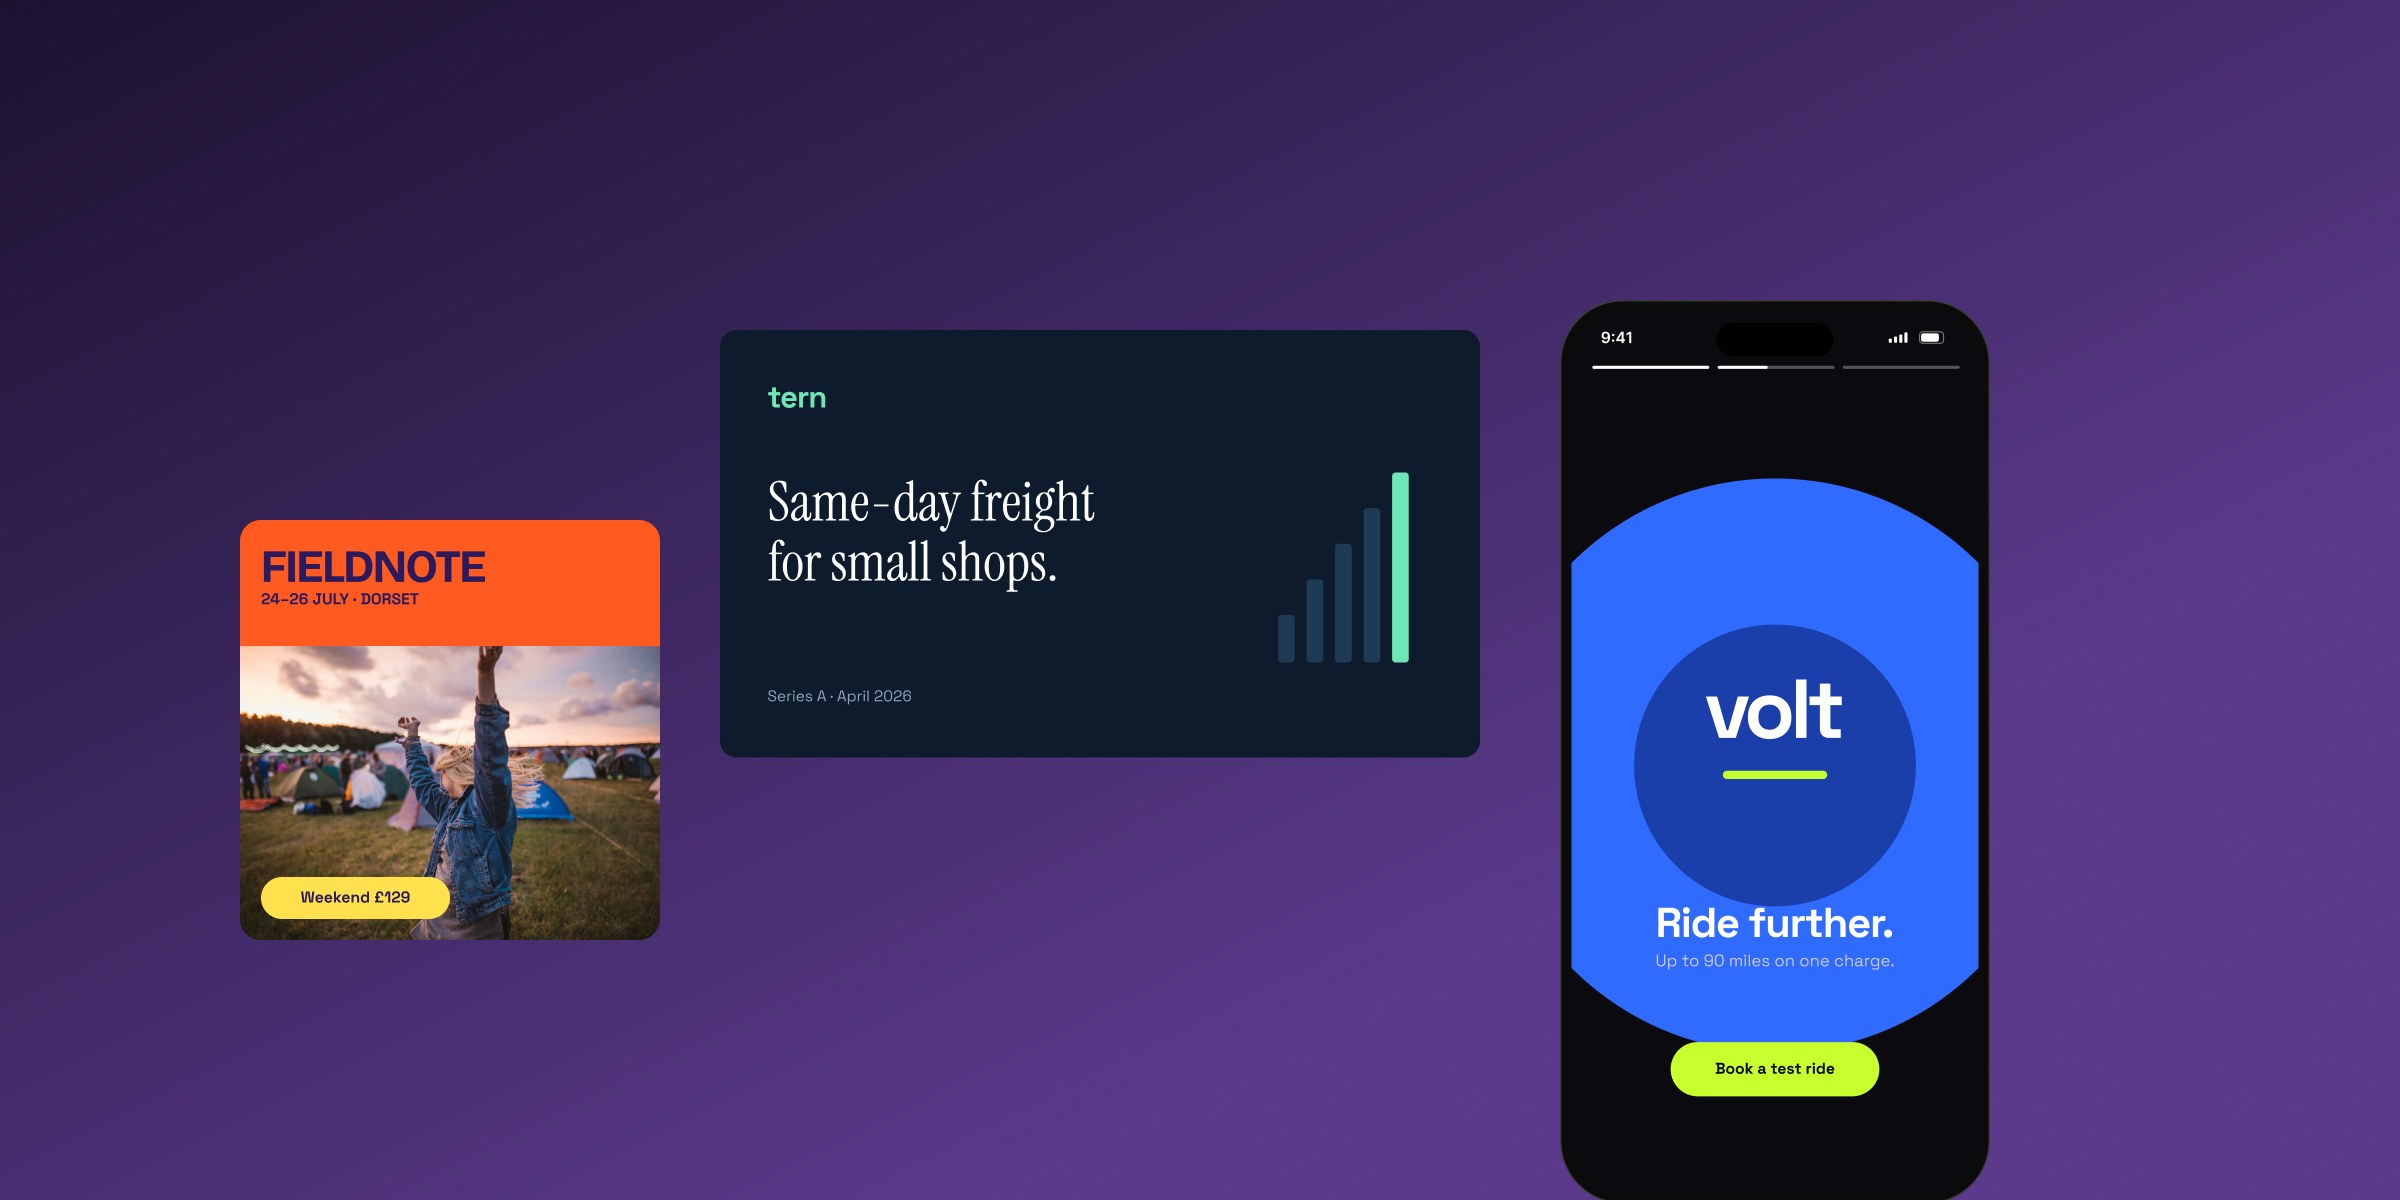 FIELDNOTE
24–26 JULY · DORSET
Weekend £129
tern
Same-day freight
for small shops.
Series A · April 2026
9:41
volt
Ride further.
Up to 90 miles on one charge.
Book a test ride